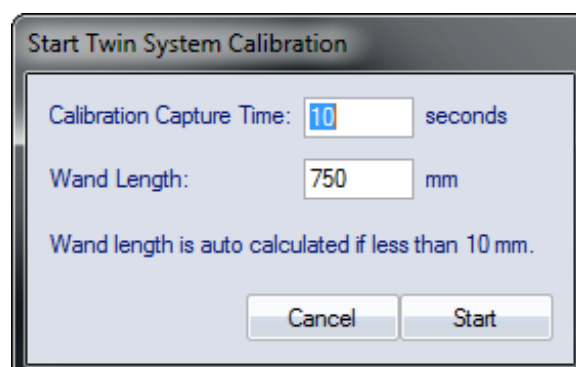 Start Twin System Calibration
Calibration Capture Time: 10 seconds
Wand Length: 750 mm
Wand length is auto calculated if less than 10 mm.
Cancel Start